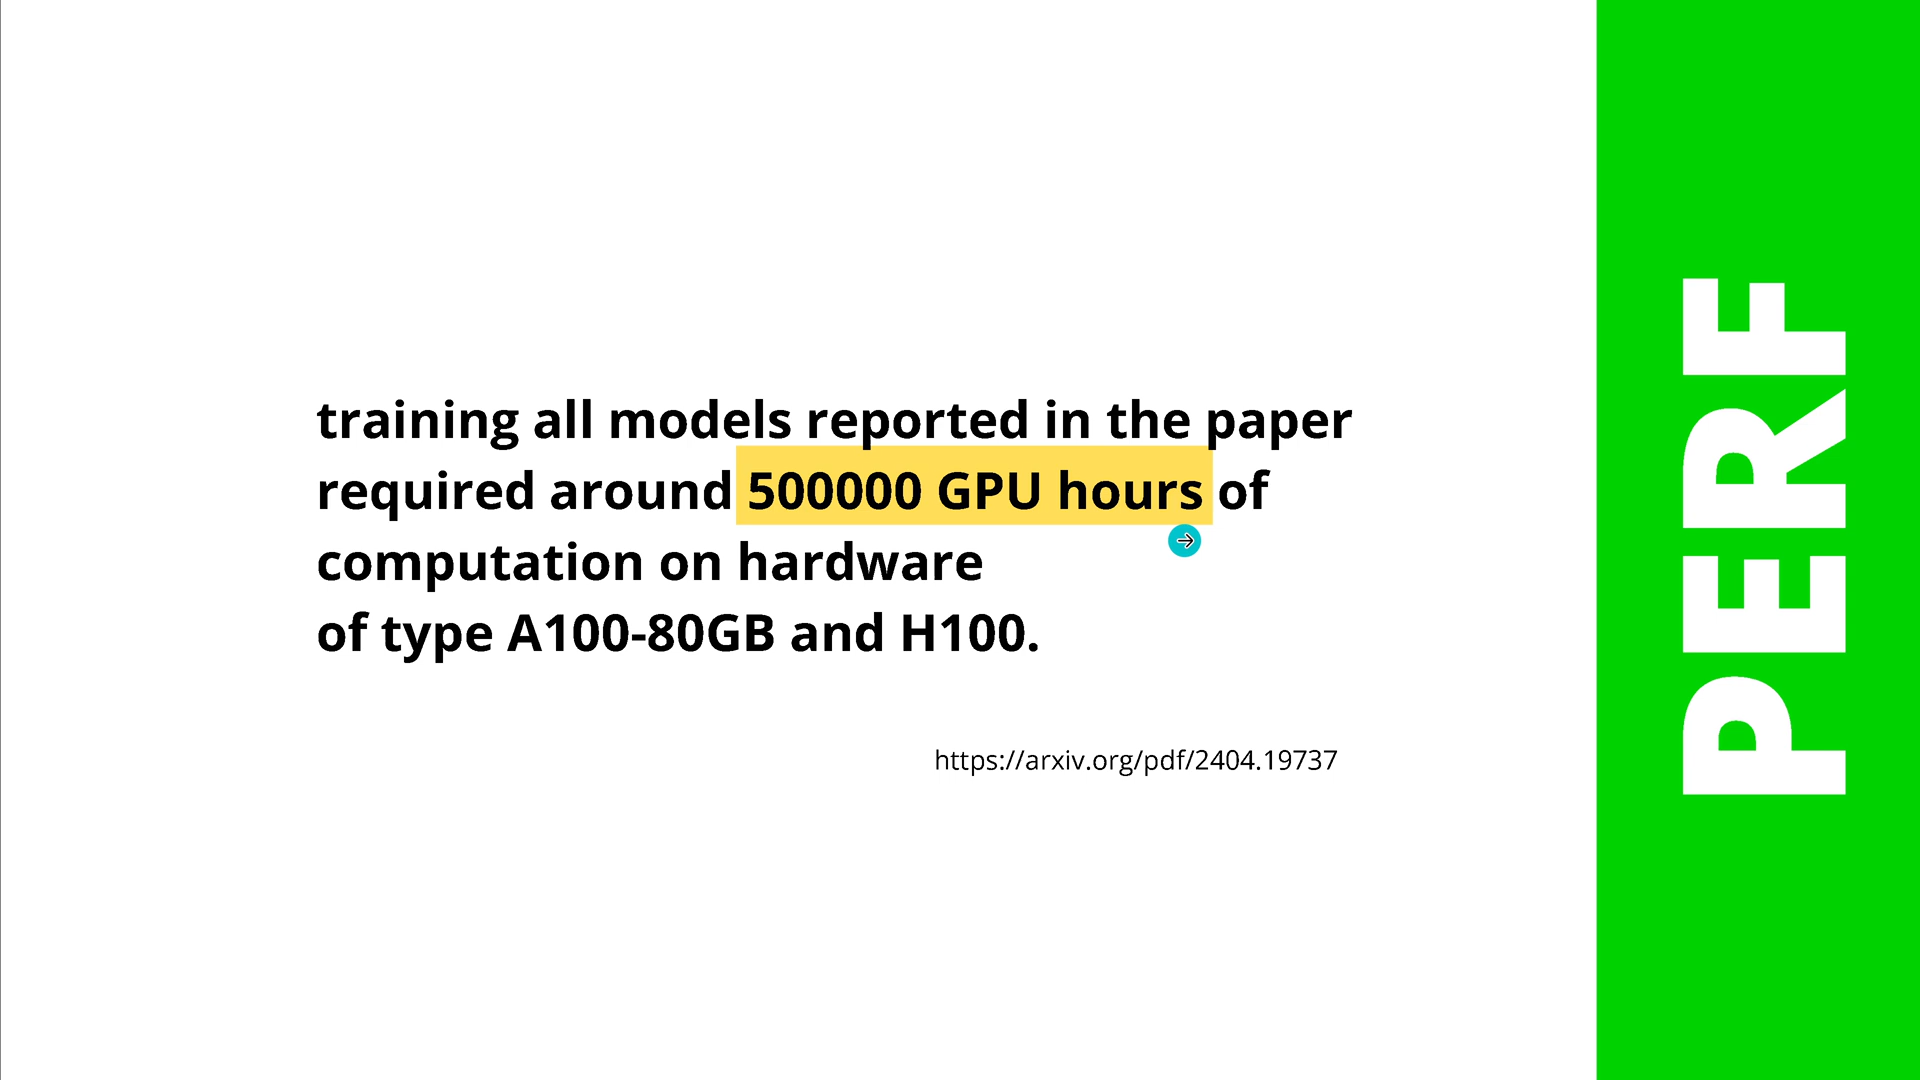 training all models reported in the paper
required around 500000 GPU hours of
computation on hardware
of type A100-80GB and H100.
https://arxiv.org/pdf/2404.19737
PERF